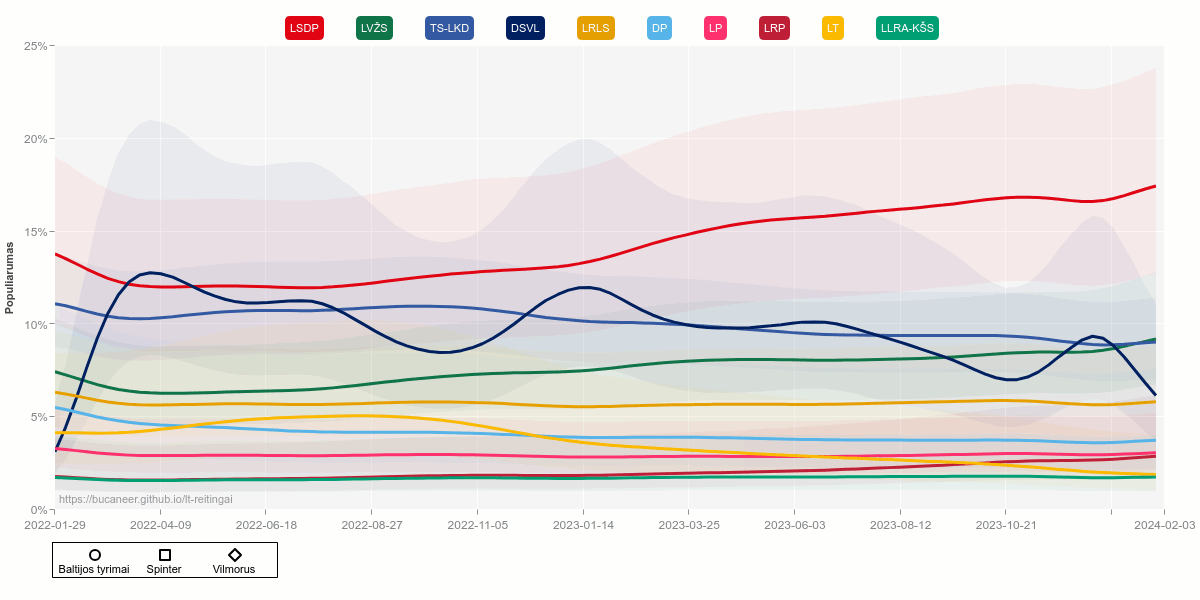 LSDP LVŽS TS-LKD DSVL LRLS DP LP LRP LT LLRA-KŠS
25%
20%
15%
10%
5%
0%
Populiarumas
https://bucaneer.github.io/lt-reitingai
2022-01-29 2022-04-09 2022-06-18 2022-08-27 2022-11-05 2023-01-14 2023-03-25 2023-06-03 2023-08-12 2023-10-21 2024-02-03
Baltijos tyrimai Spinter Vilmorus